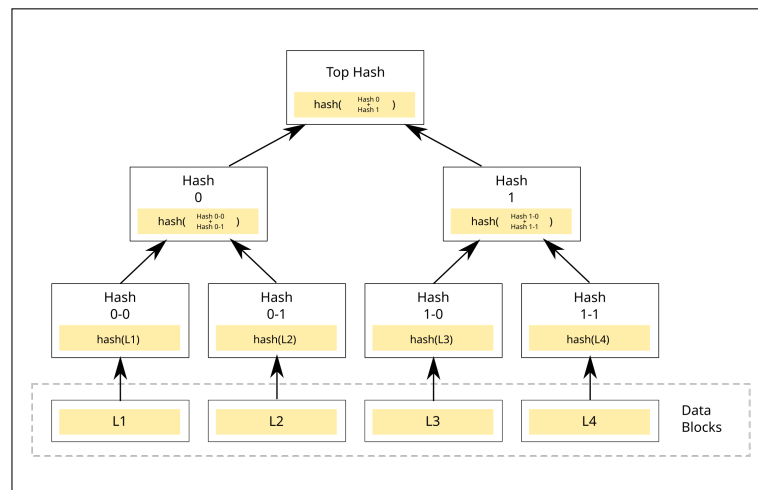 Top Hash
hash( Hash 0 + Hash 1 )
Hash
0
hash( Hash 0-0 + Hash 0-1 )
Hash
1
hash( Hash 1-0 + Hash 1-1 )
Hash
0-0
hash(L1)
Hash
0-1
hash(L2)
Hash
1-0
hash(L3)
Hash
1-1
hash(L4)
L1
L2
L3
L4
Data
Blocks